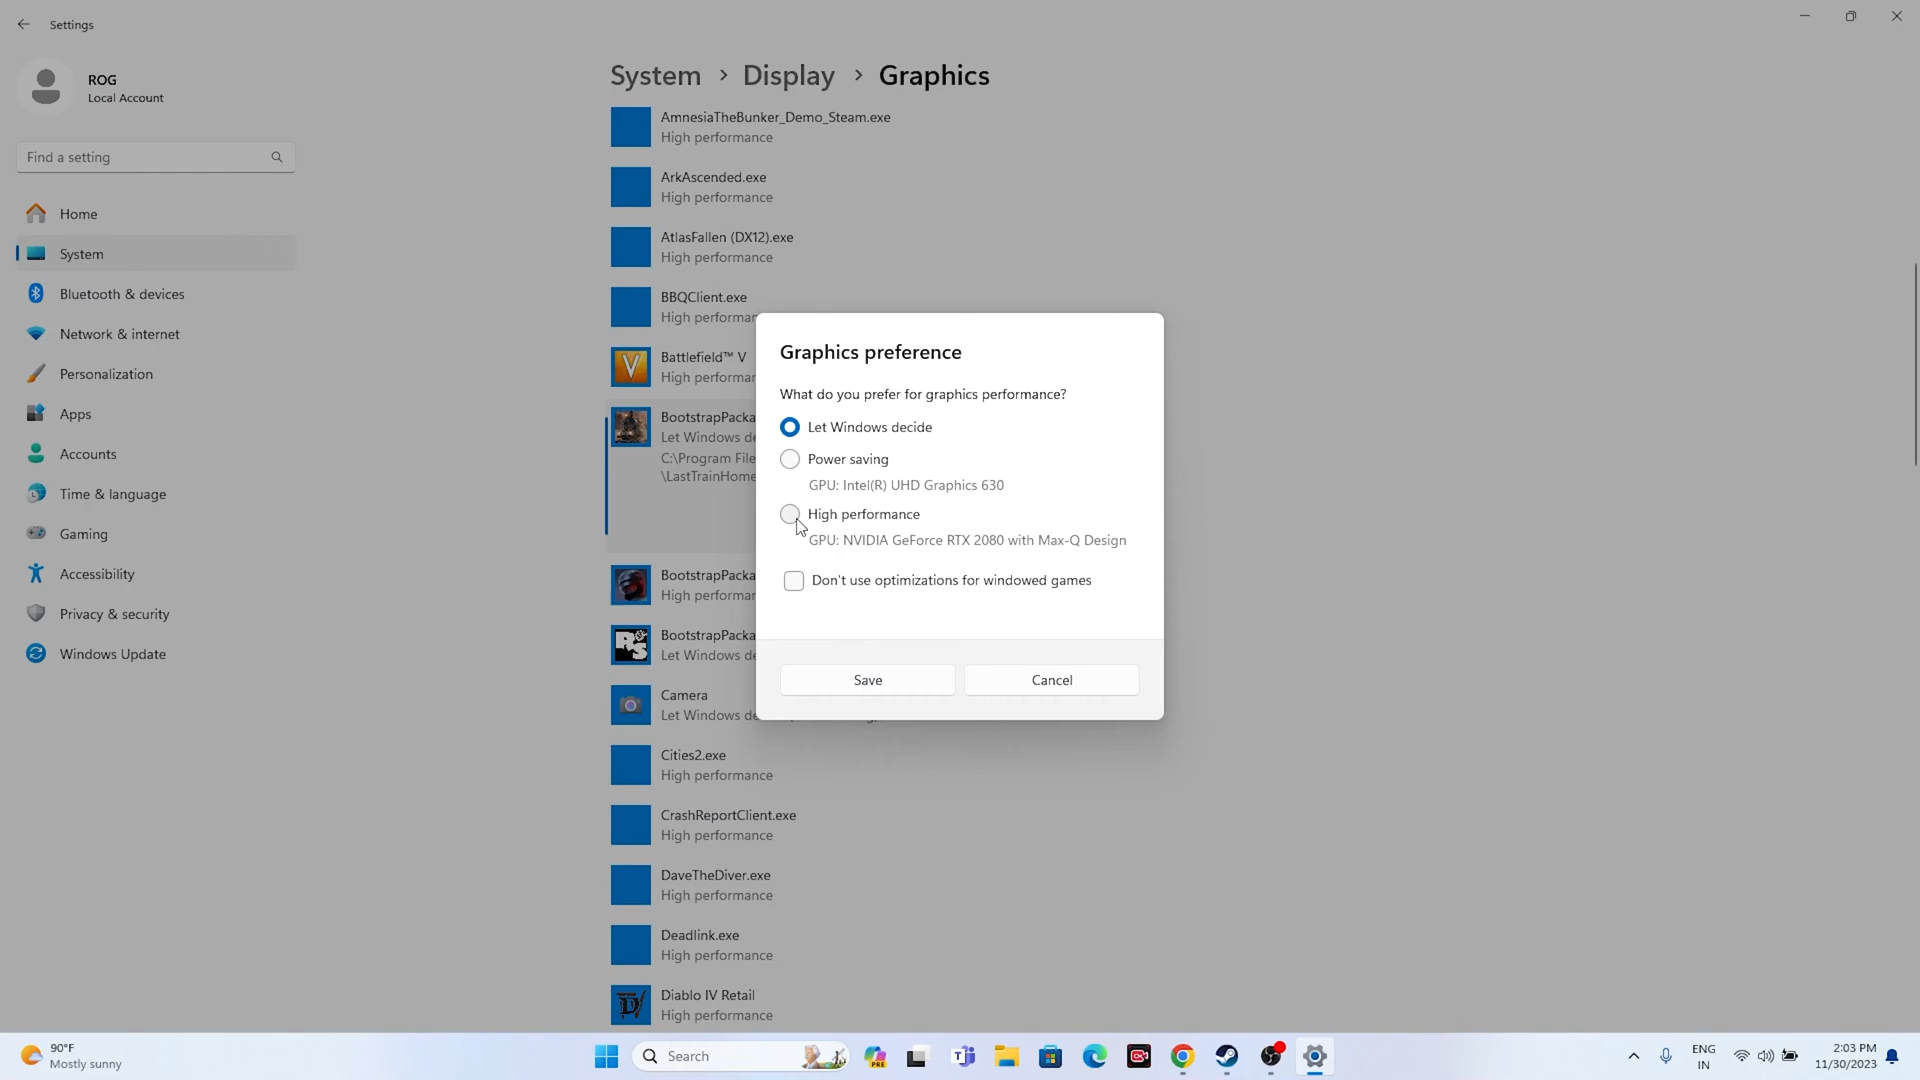 Settings
ROG
Local Account
Find a setting
Home
System
Bluetooth & devices
Network & internet
Personalization
Apps
Accounts
Time & language
Gaming
Accessibility
Privacy & security
Windows Update
System > Display > Graphics
AmnesiaTheBunker_Demo_Steam.exe
High performance
ArkAscended.exe
High performance
AtlasFallen (DX12).exe
High performance
BBQClient.exe
High performan
Battlefield™ V
High performan
BootstrapPacka
Let Windows de
C:\Program File
\LastTrainHome
BootstrapPacka
High performan
BootstrapPacka
Let Windows de
Camera
Let Windows de
Cities2.exe
High performance
CrashReportClient.exe
High performance
DaveTheDiver.exe
High performance
Deadlink.exe
High performance
Diablo IV Retail
High performance
Graphics preference
What do you prefer for graphics performance?
Let Windows decide
Power saving
GPU: Intel(R) UHD Graphics 630
High performance
GPU: NVIDIA GeForce RTX 2080 with Max-Q Design
Don't use optimizations for windowed games
Save
Cancel
90°F
Mostly sunny
Search
PRE
ENG
IN
2:03 PM
11/30/2023